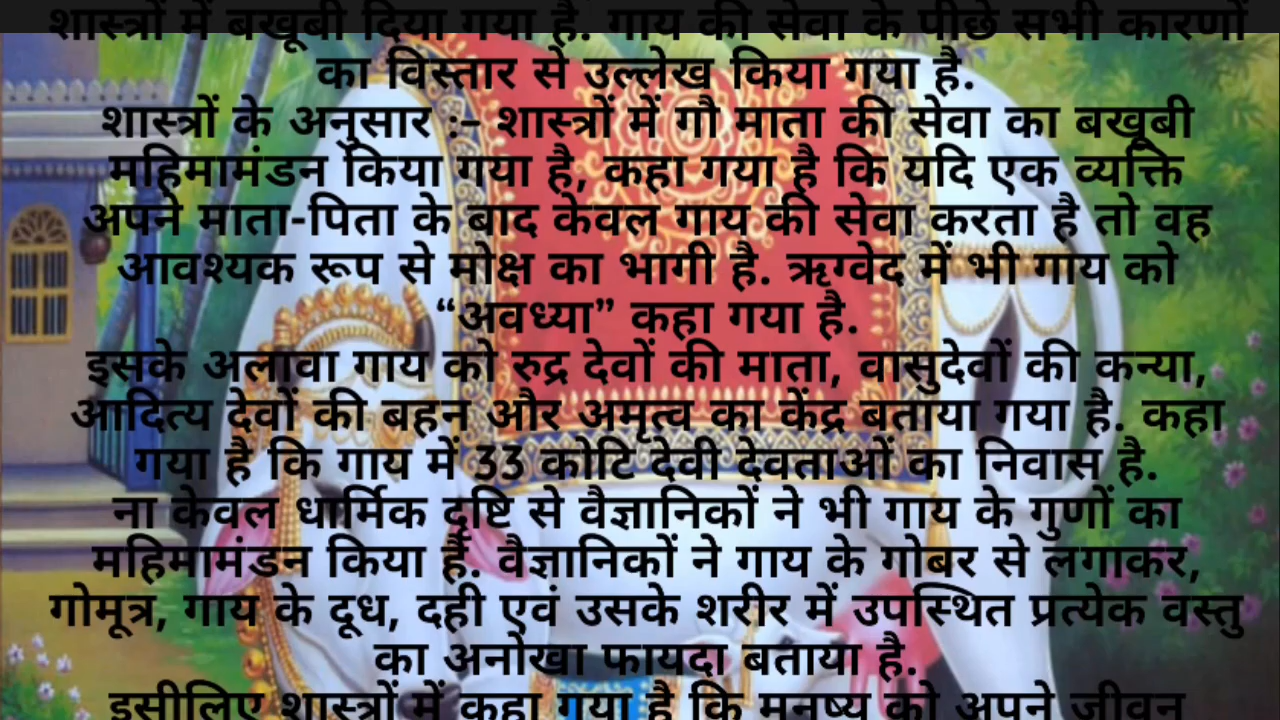 शास्त्रों में बखूबी दिया गया है. गाय की सेवा के पीछे सभी कारणों
का विस्तार से उल्लेख किया गया है.
शास्त्रों के अनुसार :– शास्त्रों में गौ माता की सेवा का बखूबी
महिमामंडन किया गया है, कहा गया है कि यदि एक व्यक्ति
अपने माता-पिता के बाद केवल गाय की सेवा करता है तो वह
आवश्यक रूप से मोक्ष का भागी है. ऋग्वेद में भी गाय को
“अवध्या” कहा गया है.
इसके अलावा गाय को रुद्र देवों की माता, वासुदेवों की कन्या,
आदित्य देवों की बहन और अमृत्व का केंद्र बताया गया है. कहा
गया है कि गाय में 33 कोटि देवी देवताओं का निवास है.
ना केवल धार्मिक दृष्टि से वैज्ञानिकों ने भी गाय के गुणों का
महिमामंडन किया है. वैज्ञानिकों ने गाय के गोबर से लगाकर,
गोमूत्र, गाय के दूध, दही एवं उसके शरीर में उपस्थित प्रत्येक वस्तु
का अनोखा फायदा बताया है.
इसीलिए शास्त्रों में कहा गया है कि मनुष्य को अपने जीवन